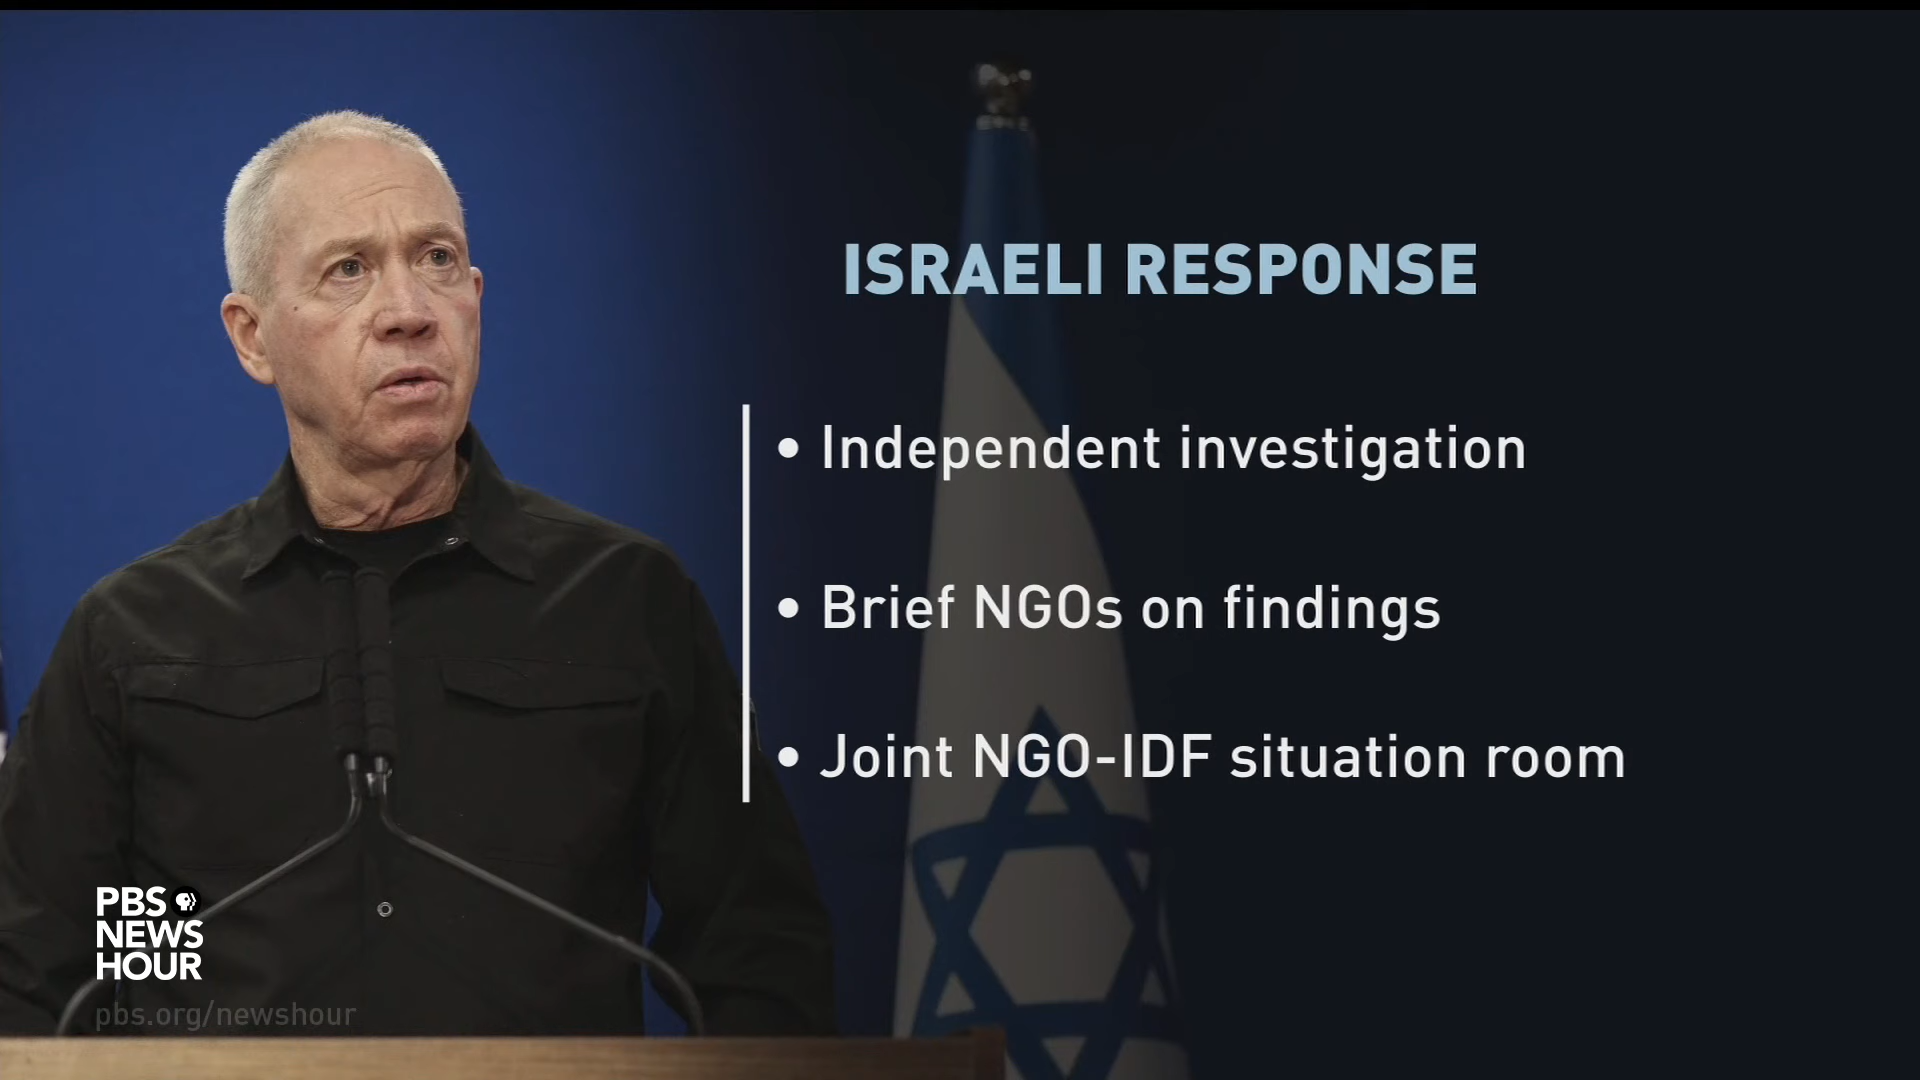 ISRAELI RESPONSE
• Independent investigation
• Brief NGOs on findings
• Joint NGO-IDF situation room
PBS
NEWS
HOUR
pbs.org/newshour